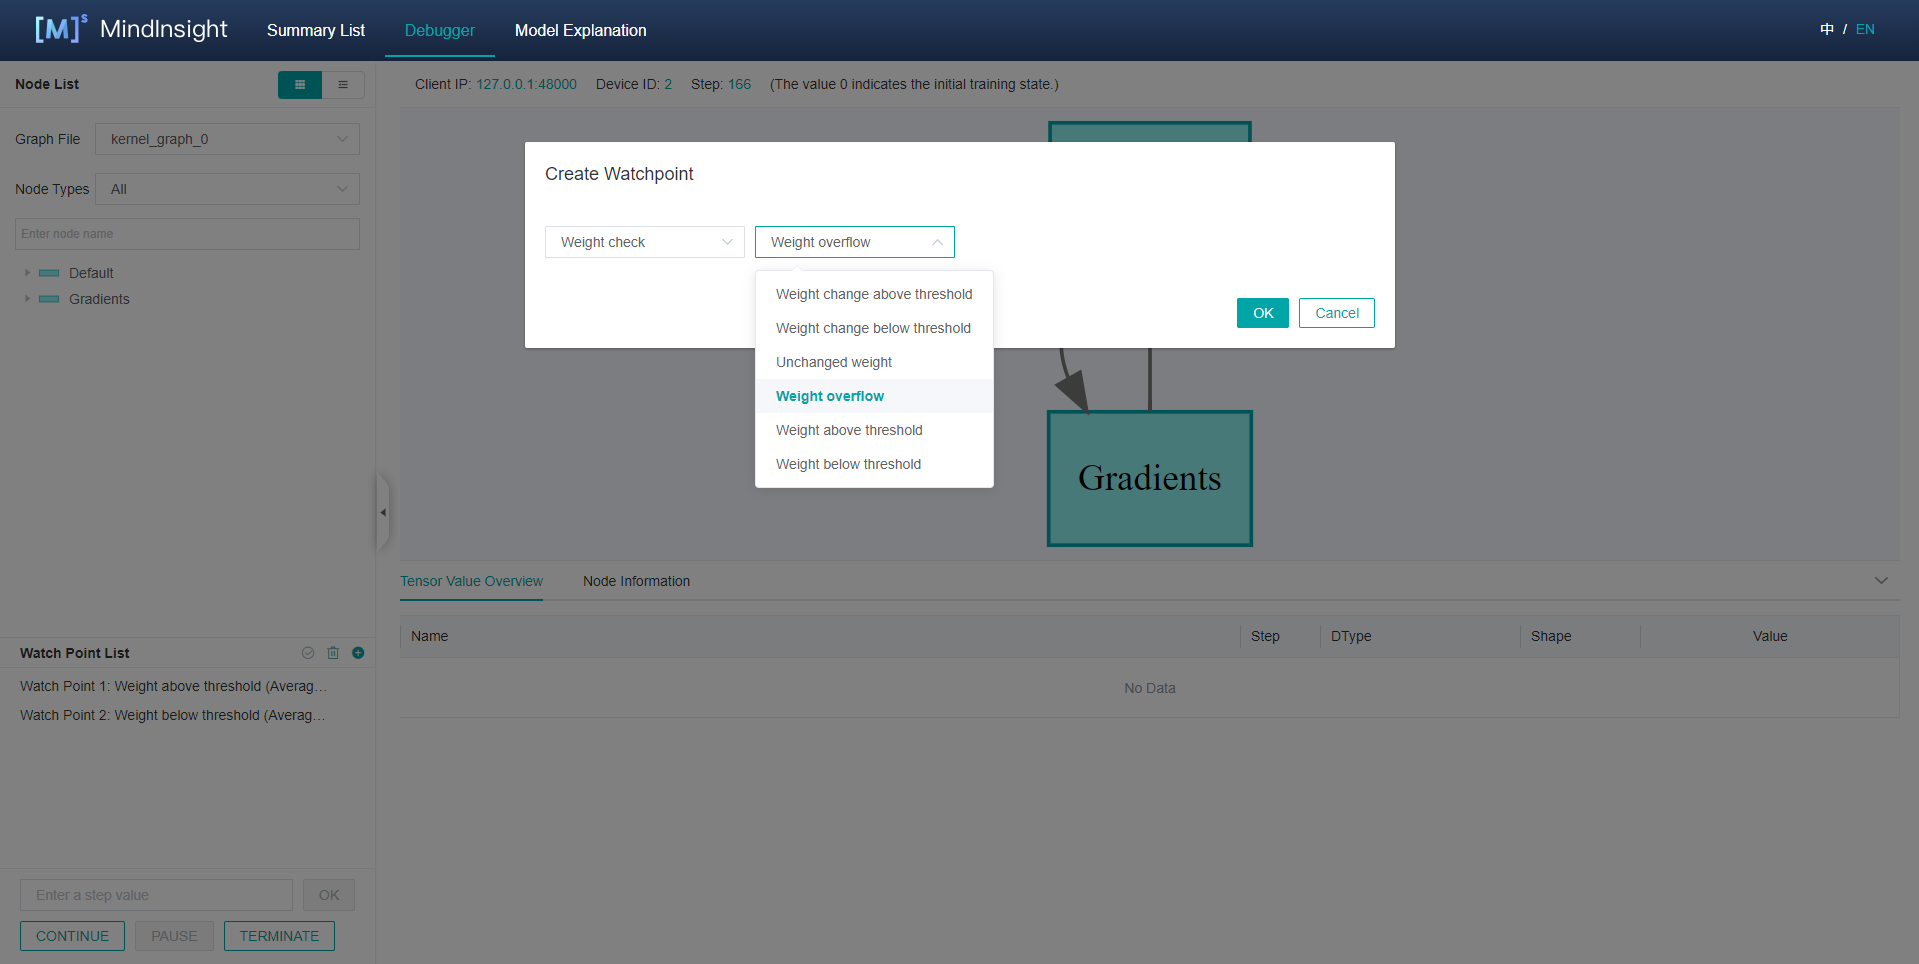 [M]s MindInsight Summary List Debugger Model Explanation 中 / EN
Node List
Client IP: 127.0.0.1:48000 Device ID: 2 Step: 166 (The value 0 indicates the initial training state.)
Graph File kernel_graph_0
Node Types All
Enter node name
Default
Gradients
Create Watchpoint
Weight check Weight overflow
Weight change above threshold
Weight change below threshold
Unchanged weight
Weight overflow
Weight above threshold
Weight below threshold
OK Cancel
Gradients
Tensor Value Overview Node Information
Name Step DType Shape Value
No Data
Watch Point List
Watch Point 1: Weight above threshold (Averag...
Watch Point 2: Weight below threshold (Averag...
Enter a step value OK
CONTINUE PAUSE TERMINATE